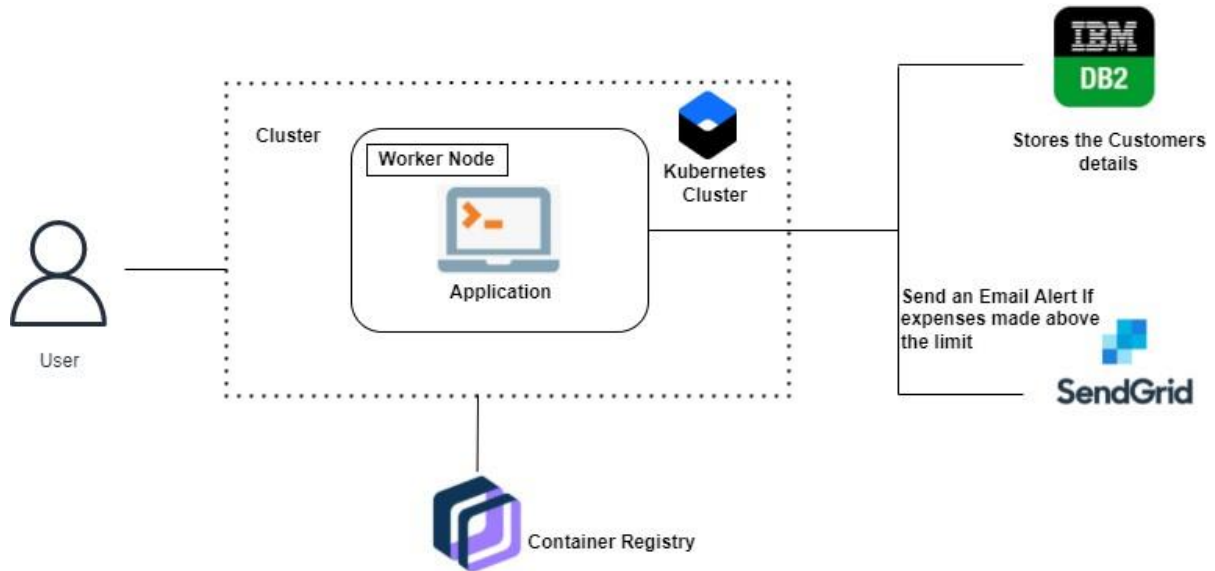 IBM
DB2
Stores the Customers
details
Cluster
Worker Node
Kubernetes
Cluster
Application
User
Send an Email Alert If
expenses made above
the limit
SendGrid
Container Registry